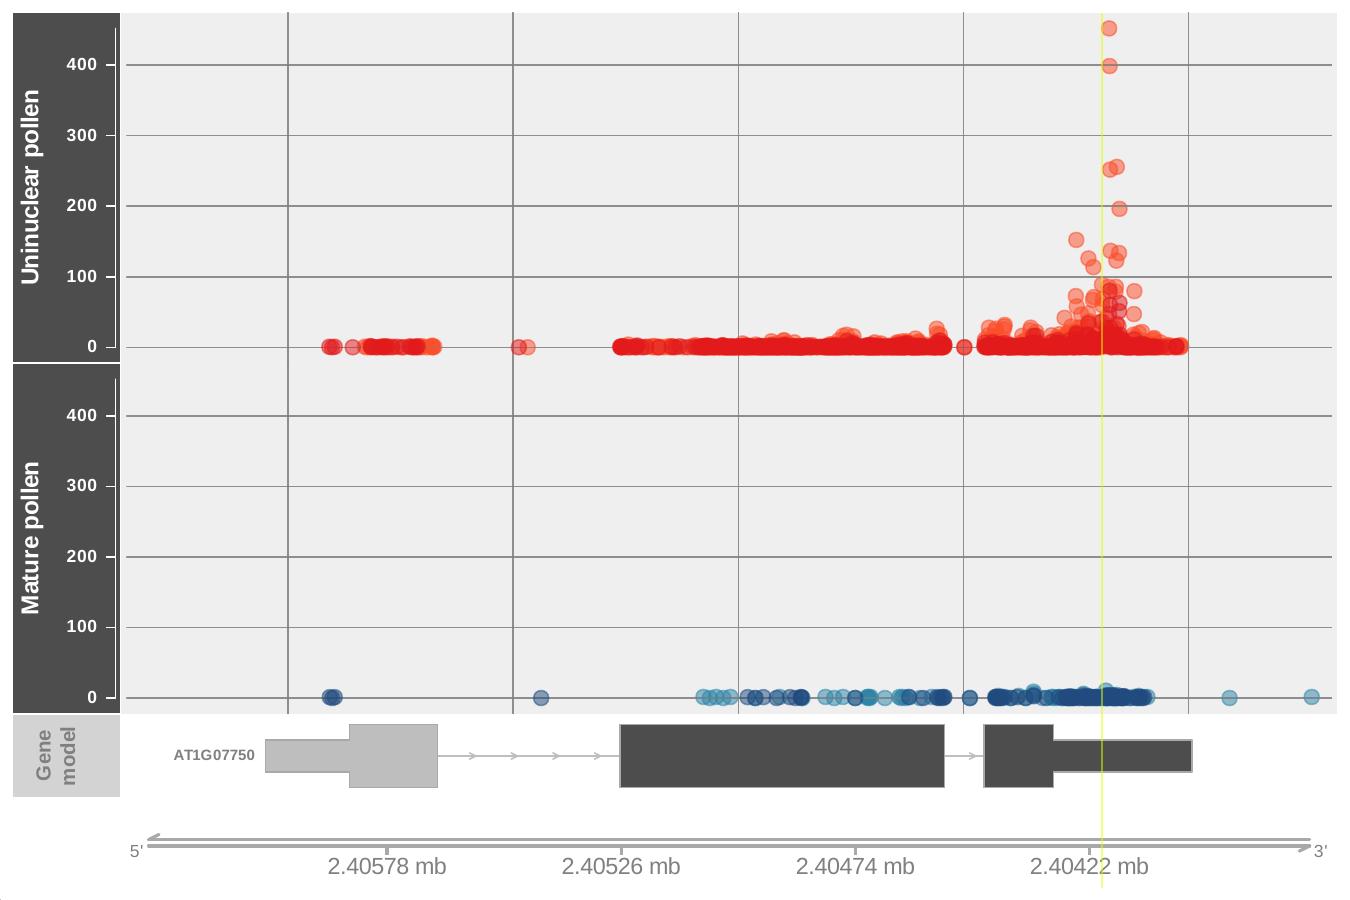 Uninuclear pollen
400
300
200
100
0
Mature pollen
400
300
200
100
0
Gene
model
AT1G07750
5'
3'
2.40578 mb
2.40526 mb
2.40474 mb
2.40422 mb